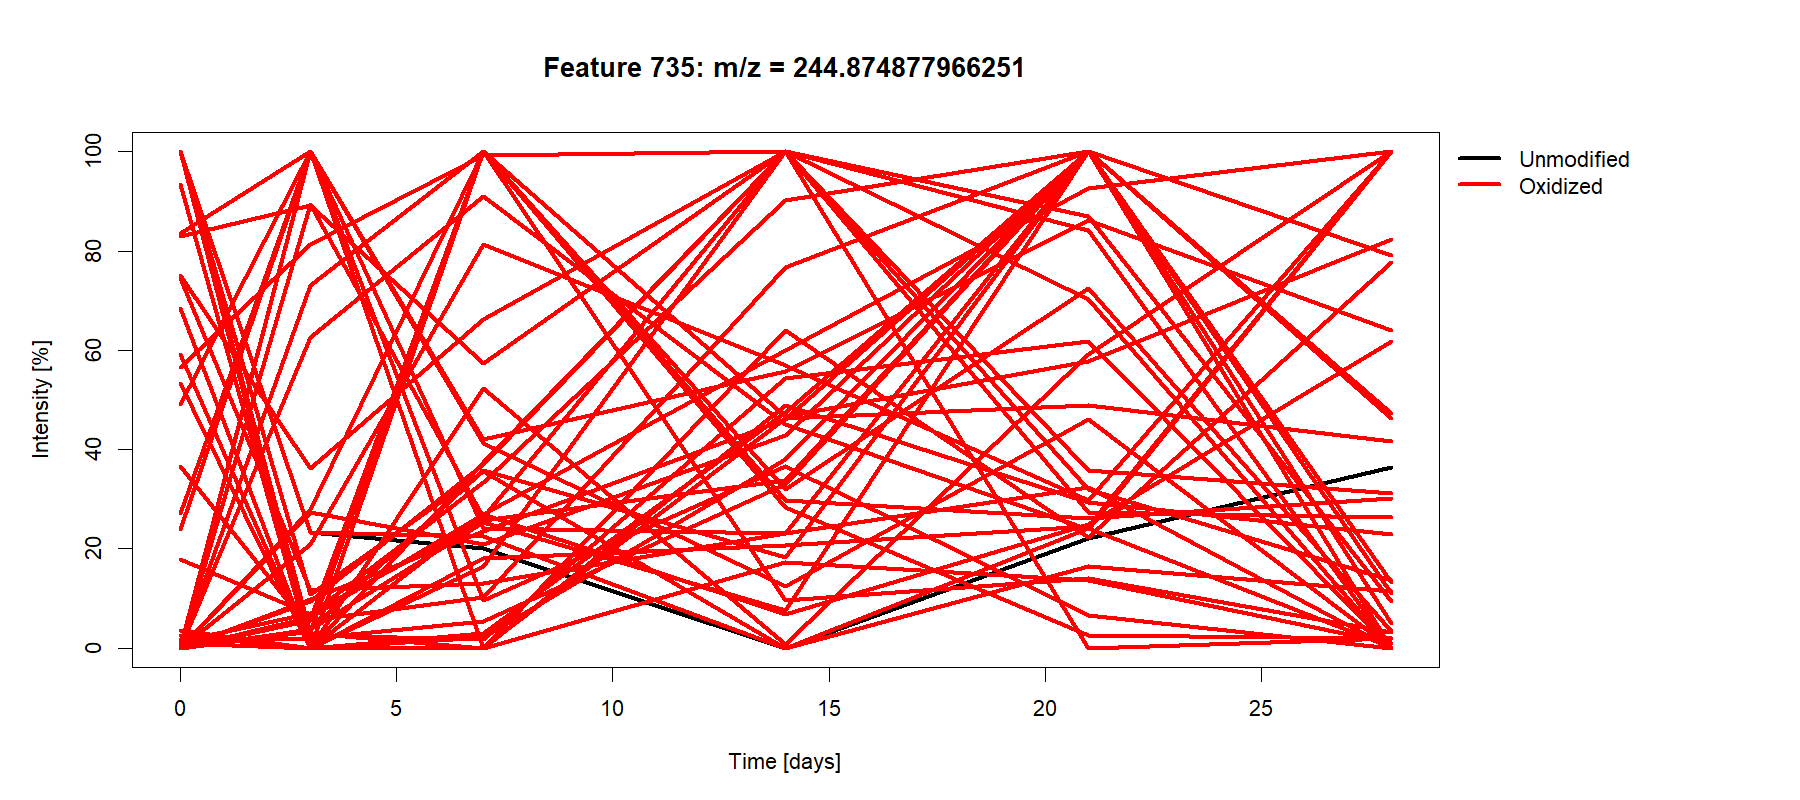 Feature 735: m/z = 244.874877966251
Unmodified
Oxidized
100
80
60
40
20
0
Intensity [%]
0 5 10 15 20 25
Time [days]